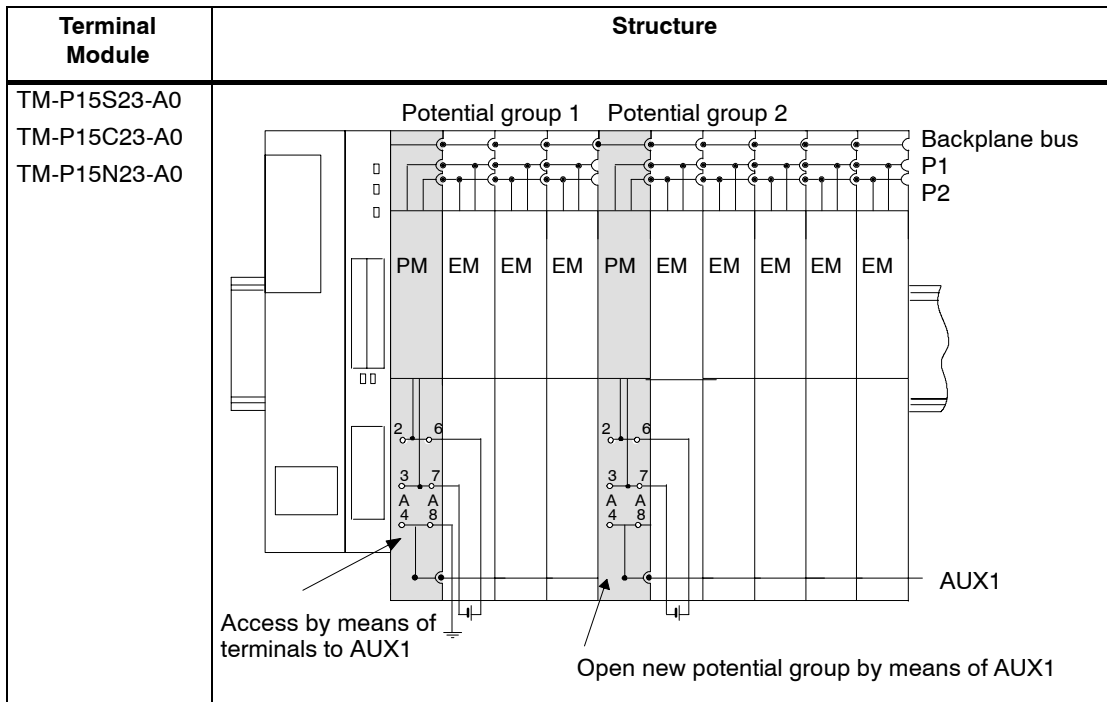 Terminal
Module
Structure
TM-P15S23-A0
TM-P15C23-A0
TM-P15N23-A0
Potential group 1 Potential group 2
Backplane bus
P1
P2
PM EM EM EM PM EM EM EM EM EM
2 6 2 6
3 7 3 7
A A A A
4 8 4 8
AUX1
Access by means of
terminals to AUX1
Open new potential group by means of AUX1